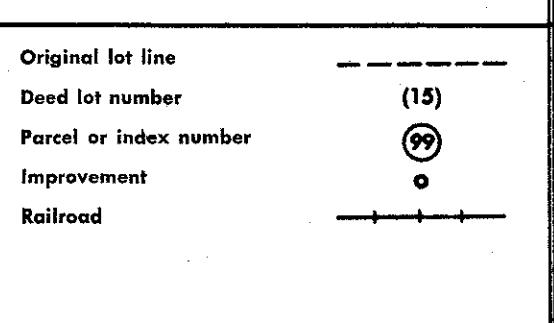 Original lot line
Deed lot number (15)
Parcel or index number 99
Improvement
Railroad